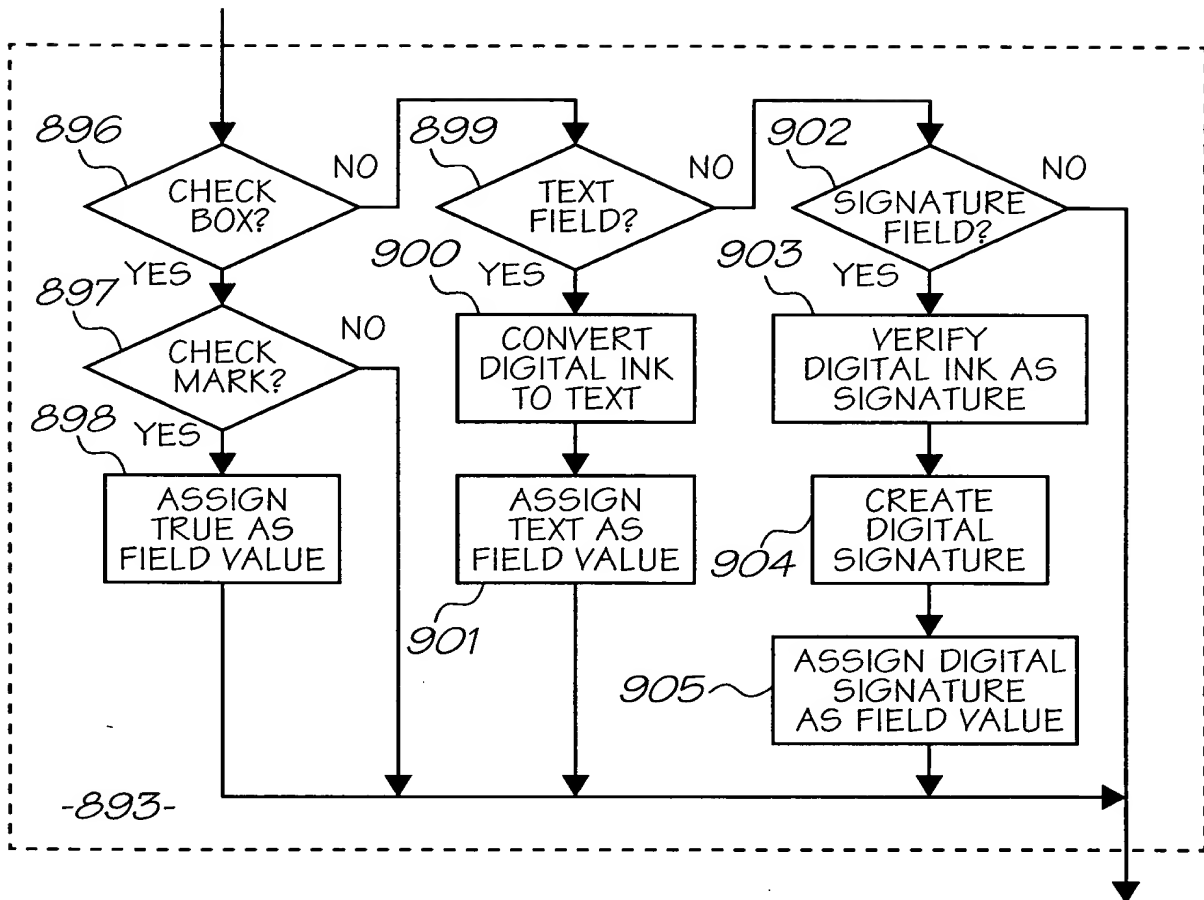 896
CHECK
BOX?
NO
YES
897
CHECK
MARK?
NO
YES
898
ASSIGN
TRUE AS
FIELD VALUE
899
TEXT
FIELD?
NO
YES
900
CONVERT
DIGITAL INK
TO TEXT
ASSIGN
TEXT AS
FIELD VALUE
901
902
SIGNATURE
FIELD?
NO
YES
903
VERIFY
DIGITAL INK AS
SIGNATURE
CREATE
DIGITAL
SIGNATURE
904
ASSIGN DIGITAL
SIGNATURE
AS FIELD VALUE
905
-893-